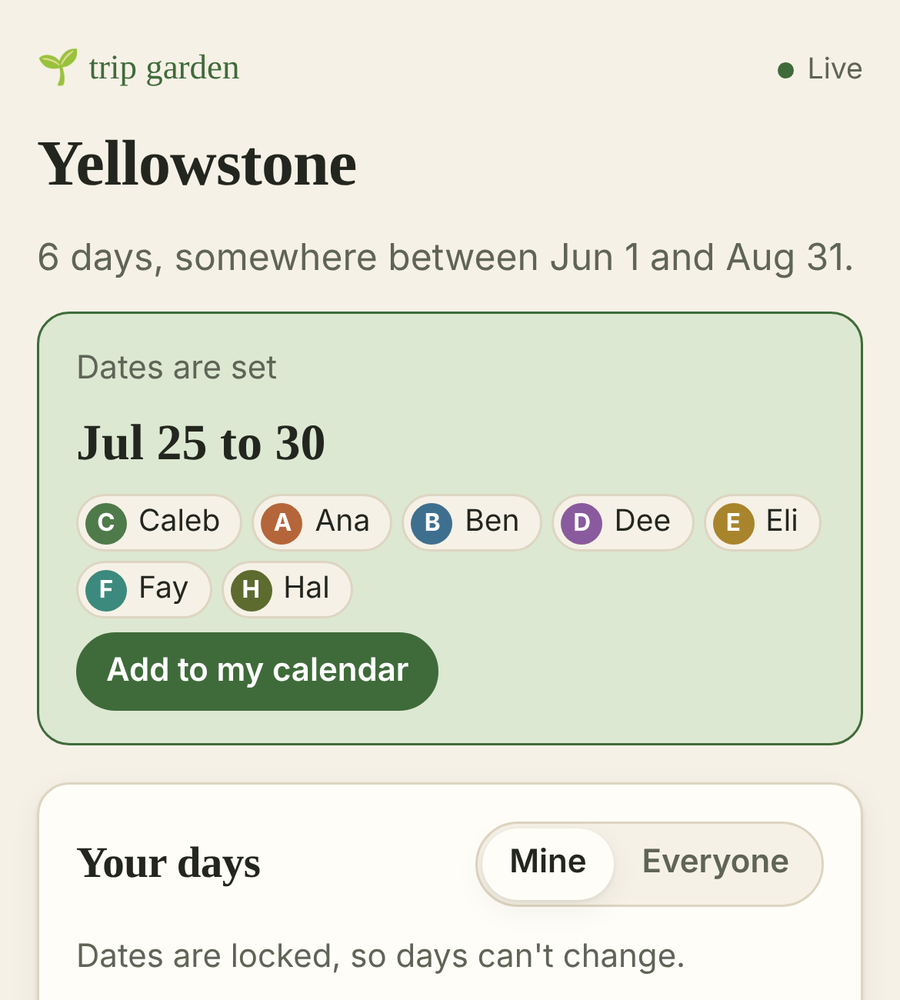 trip garden
Live
Yellowstone
6 days, somewhere between Jun 1 and Aug 31.
Dates are set
Jul 25 to 30
C Caleb A Ana B Ben D Dee E Eli
F Fay H Hal
Add to my calendar
Your days Mine Everyone
Dates are locked, so days can't change.